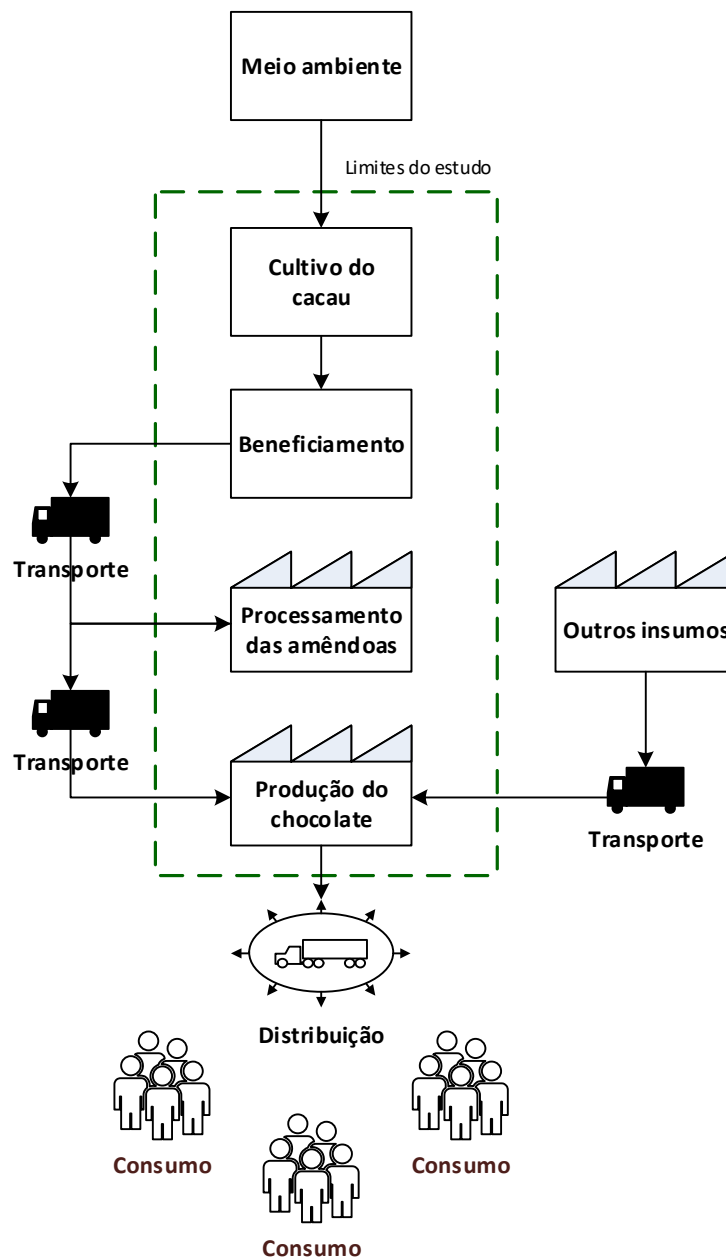 Meio ambiente
Limites do estudo
Cultivo do
cacau
Beneficiamento
Transporte
Processamento
das amêndoas
Outros insumos
Transporte
Produção do
chocolate
Transporte
Distribuição
Consumo
Consumo
Consumo